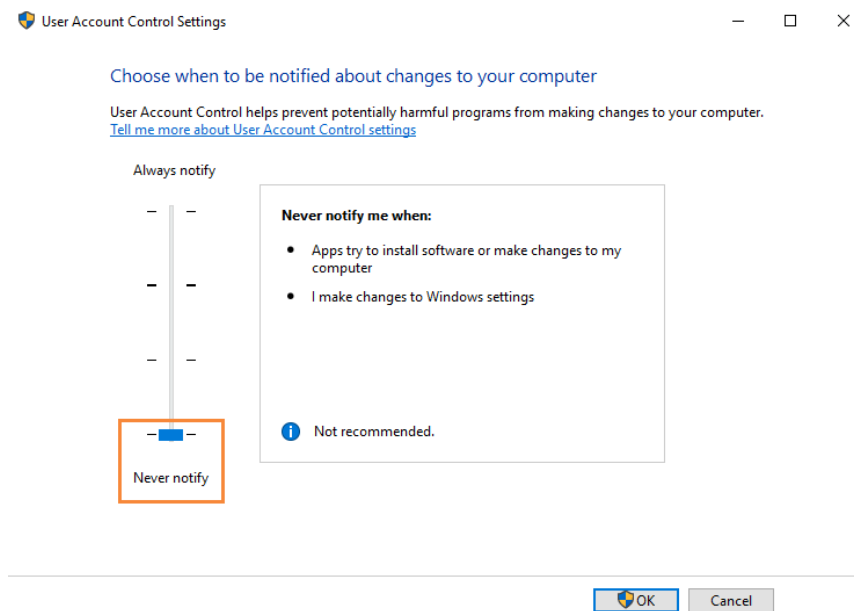 User Account Control Settings
Choose when to be notified about changes to your computer
User Account Control helps prevent potentially harmful programs from making changes to your computer.
Tell me more about User Account Control settings
Always notify
Never notify me when:
Apps try to install software or make changes to my
computer
I make changes to Windows settings
Not recommended.
Never notify
OK
Cancel